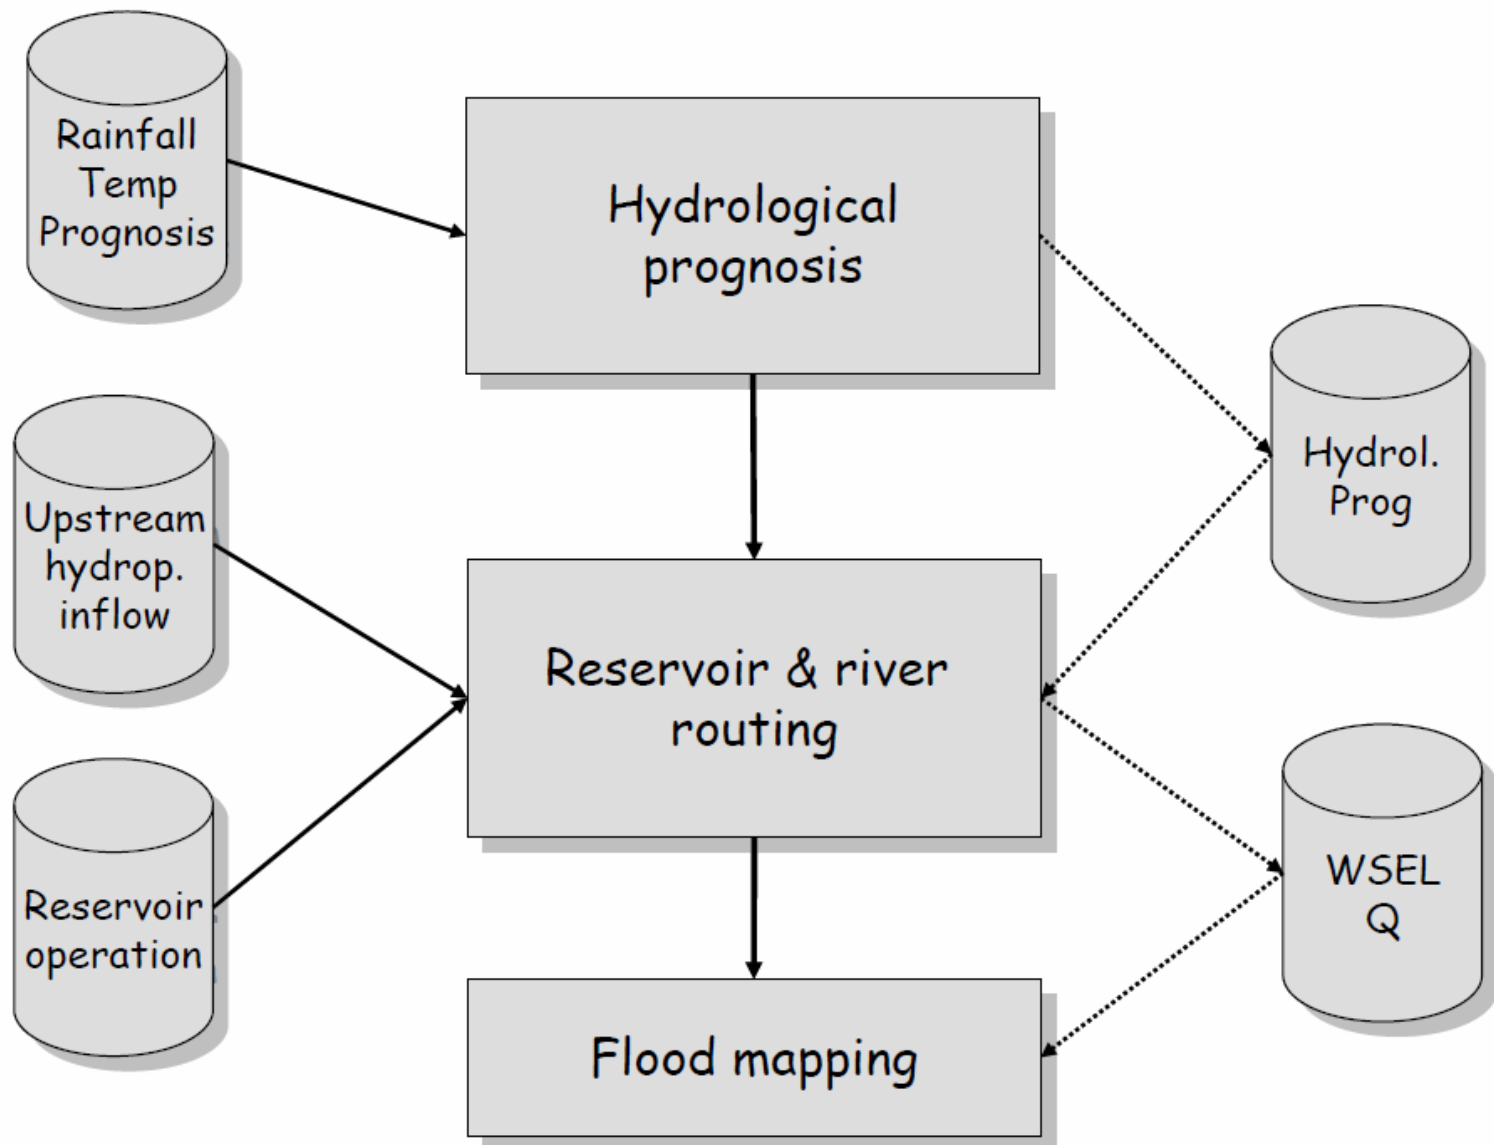 Rainfall
Temp
Prognosis
Hydrological
prognosis
Hydrol.
Prog
Upstream
hydrop.
inflow
Reservoir & river
routing
Reservoir
operation
WSEL
Q
Flood mapping